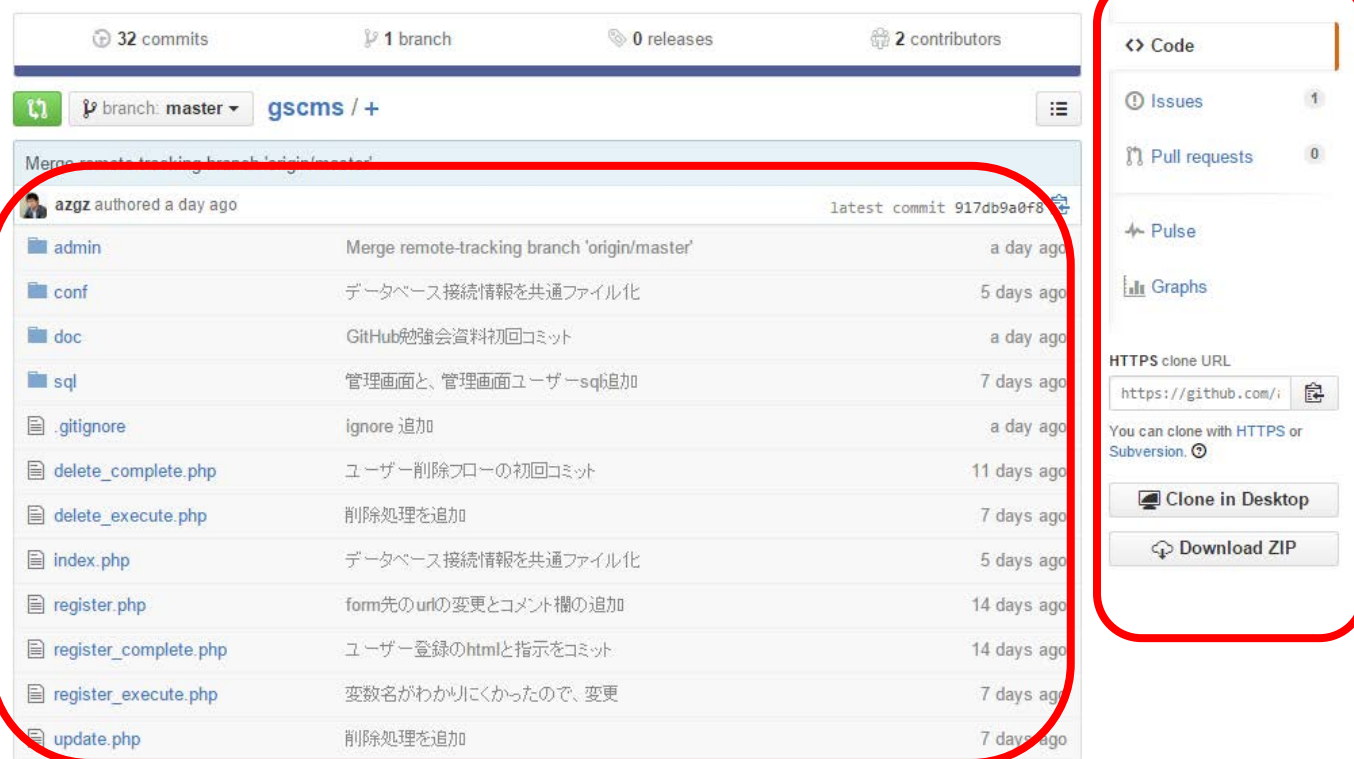 32 commits 1 branch 0 releases 2 contributors
branch: master gscms / +
Merge remote-tracking branch 'origin/master'
azgz authored a day ago latest commit 917db9a0f8
admin Merge remote-tracking branch 'origin/master' a day ago
conf データベース接続情報を共通ファイル化 5 days ago
doc GitHub勉強会資料初回コミット a day ago
sql 管理画面と、管理画面ユーザーsql追加 7 days ago
.gitignore ignore 追加 a day ago
delete_complete.php ユーザー削除フローの初回コミット 11 days ago
delete_execute.php 削除処理を追加 7 days ago
index.php データベース接続情報を共通ファイル化 5 days ago
register.php form先のurlの変更とコメント欄の追加 14 days ago
register_complete.php ユーザー登録のhtmlと指示をコミット 14 days ago
register_execute.php 変数名がわかりにくかったので、変更 7 days ago
update.php 削除処理を追加 7 days ago
<> Code
Issues 1
Pull requests 0
Pulse
Graphs
HTTPS clone URL
https://github.com/
You can clone with HTTPS or
Subversion.
Clone in Desktop
Download ZIP